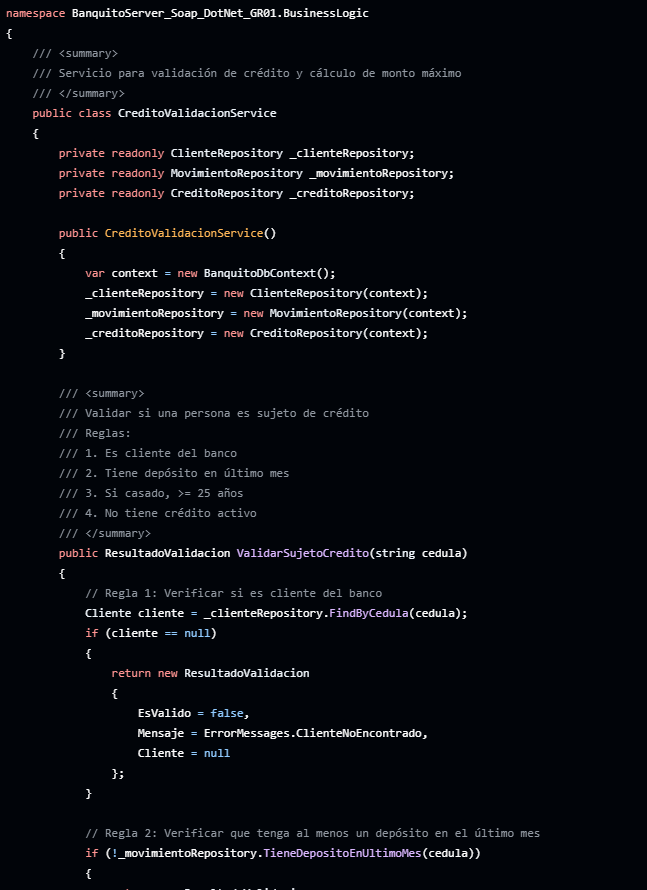 namespace BanquitoServer_Soap_DotNet_GR01.BusinessLogic
{
    /// <summary>
    /// Servicio para validación de crédito y cálculo de monto máximo
    /// </summary>
    public class CreditoValidacionService
    {
        private readonly ClienteRepository _clienteRepository;
        private readonly MovimientoRepository _movimientoRepository;
        private readonly CreditoRepository _creditoRepository;

        public CreditoValidacionService()
        {
            var context = new BanquitoDbContext();
            _clienteRepository = new ClienteRepository(context);
            _movimientoRepository = new MovimientoRepository(context);
            _creditoRepository = new CreditoRepository(context);
        }

        /// <summary>
        /// Validar si una persona es sujeto de crédito
        /// Reglas:
        /// 1. Es cliente del banco
        /// 2. Tiene depósito en último mes
        /// 3. Si casado, >= 25 años
        /// 4. No tiene crédito activo
        /// </summary>
        public ResultadoValidacion ValidarSujetoCredito(string cedula)
        {
            // Regla 1: Verificar si es cliente del banco
            Cliente cliente = _clienteRepository.FindByCedula(cedula);
            if (cliente == null)
            {
                return new ResultadoValidacion
                {
                    EsValido = false,
                    Mensaje = ErrorMessages.ClienteNoEncontrado,
                    Cliente = null
                };
            }

            // Regla 2: Verificar que tenga al menos un depósito en el último mes
            if (!_movimientoRepository.TieneDepositoEnUltimoMes(cedula))
            {